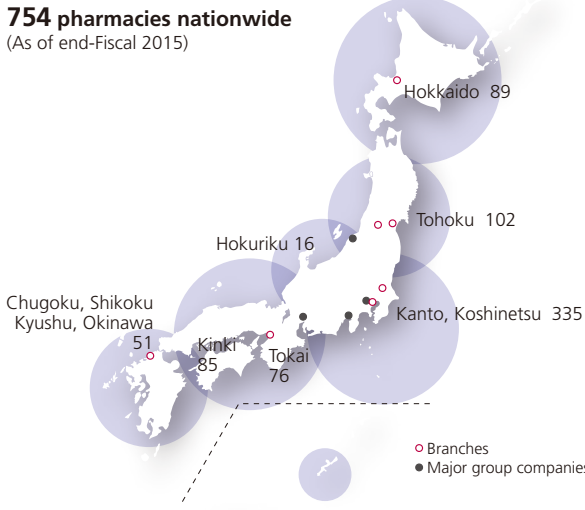 754 pharmacies nationwide
(As of end-Fiscal 2015)
Hokkaido 89
Tohoku 102
Hokuriku 16
Kanto, Koshinetsu 335
Chugoku, Shikoku
Kyushu, Okinawa
51
Kinki
85
Tokai
76
Branches
Major group companies